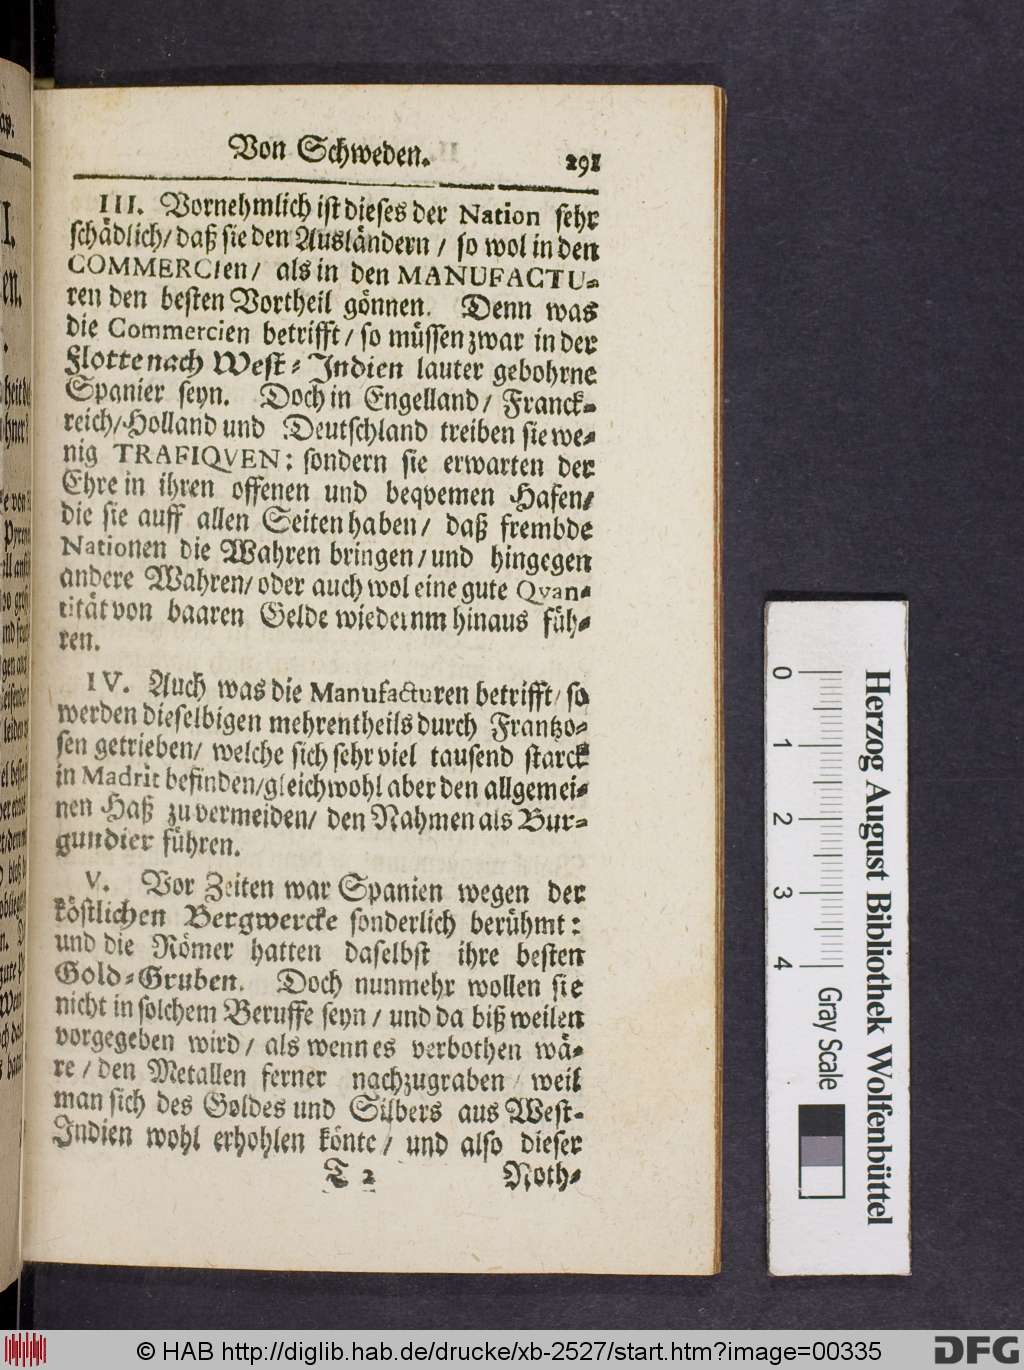 Von Schweden. 291
III. Vornehmlich ist dieses der Nation sehr
schädlich/ daß sie den Ausländern / so wol in den
COMMERCIen/ als in den MANUFACTU-
ren den besten Vortheil gönnen. Denn was
die Commercien betrifft/ so müssen zwar in der
Flotte nach West-Indien lauter gebohrne
Spanier seyn. Doch in Engelland/ Franck-
reich/ Holland und Deutschland treiben sie we-
nig TRAFIQVEN: sondern sie erwarten der
Ehre in ihren offenen und beqvemen Hafen/
die sie auff allen Seiten haben/ daß frembde
Nationen die Wahren bringen/ und hingegen
andere Wahren/ oder auch wol eine gute Qvan-
tität von baaren Gelde wiedernm hinaus füh-
ren.
IV. Auch was die Manufacturen betrifft/ so
werden dieselbigen mehrentheils durch Frantzo-
sen getrieben/ welche sich sehr viel tausend starck
in Madrit befinden/ gleichwohl aber den allgemei-
nen Haß zu vermeiden/ den Nahmen als Bur-
gundier führen.
V. Vor Zeiten war Spanien wegen der
köstlichen Bergwercke sonderlich berühmt:
und die Römer hatten daselbst ihre besten
Gold-Gruben. Doch nunmehr wollen sie
nicht in solchem Beruffe seyn / und da bißweilen
vorgegeben wird/ als wenn es verbothen wä-
re / den Metallen ferner nachzugraben / weil
man sich des Goldes und Silbers aus West-
Indien wohl erhohlen könte/ und also dieser
T 2 Noth-
0 1 2 3 4 Gray Scale
Herzog August Bibliothek Wolfenbüttel
© HAB http://diglib.hab.de/drucke/xb-2527/start.htm?image=00335
DFG